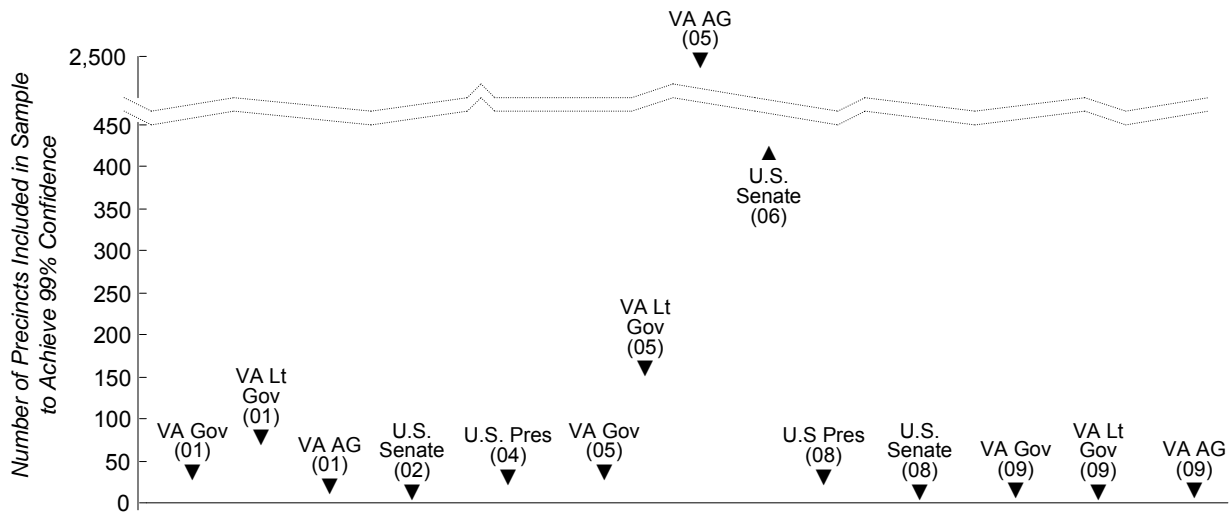 Number of Precincts Included in Sample
to Achieve 99% Confidence
2,500
450
400
350
300
250
200
150
100
50
0
VA Gov
(01)
VA Lt
Gov
(01)
VA AG
(01)
U.S.
Senate
(02)
U.S. Pres
(04)
VA Gov
(05)
VA Lt
Gov
(05)
VA AG
(05)
U.S.
Senate
(06)
U.S Pres
(08)
U.S.
Senate
(08)
VA Gov
(09)
VA Lt
Gov
(09)
VA AG
(09)